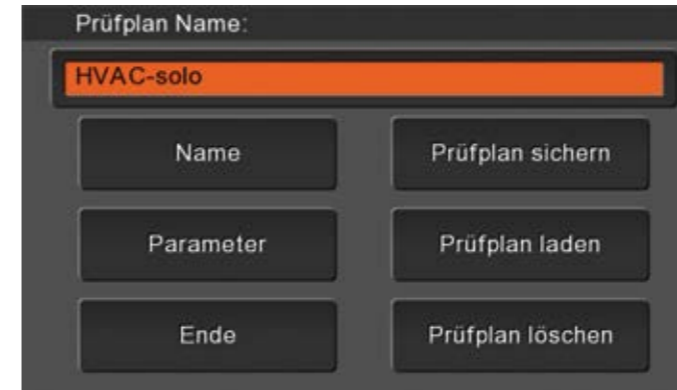 Prüfplan Name:
HVAC-solo
Name
Prüfplan sichern
Parameter
Prüfplan laden
Ende
Prüfplan löschen